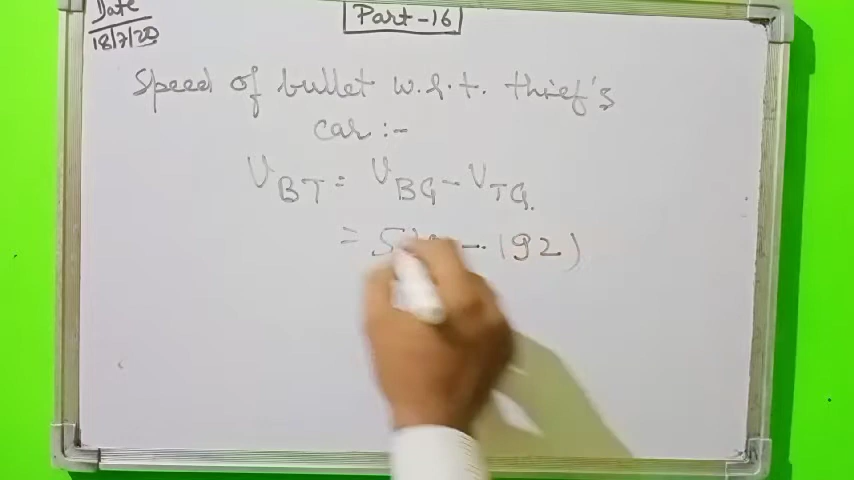 Date
18/7/20
Part-16
Speed of bullet w.r.t. thief's
car :-
VBT = VBG - VTG.
= - 192)